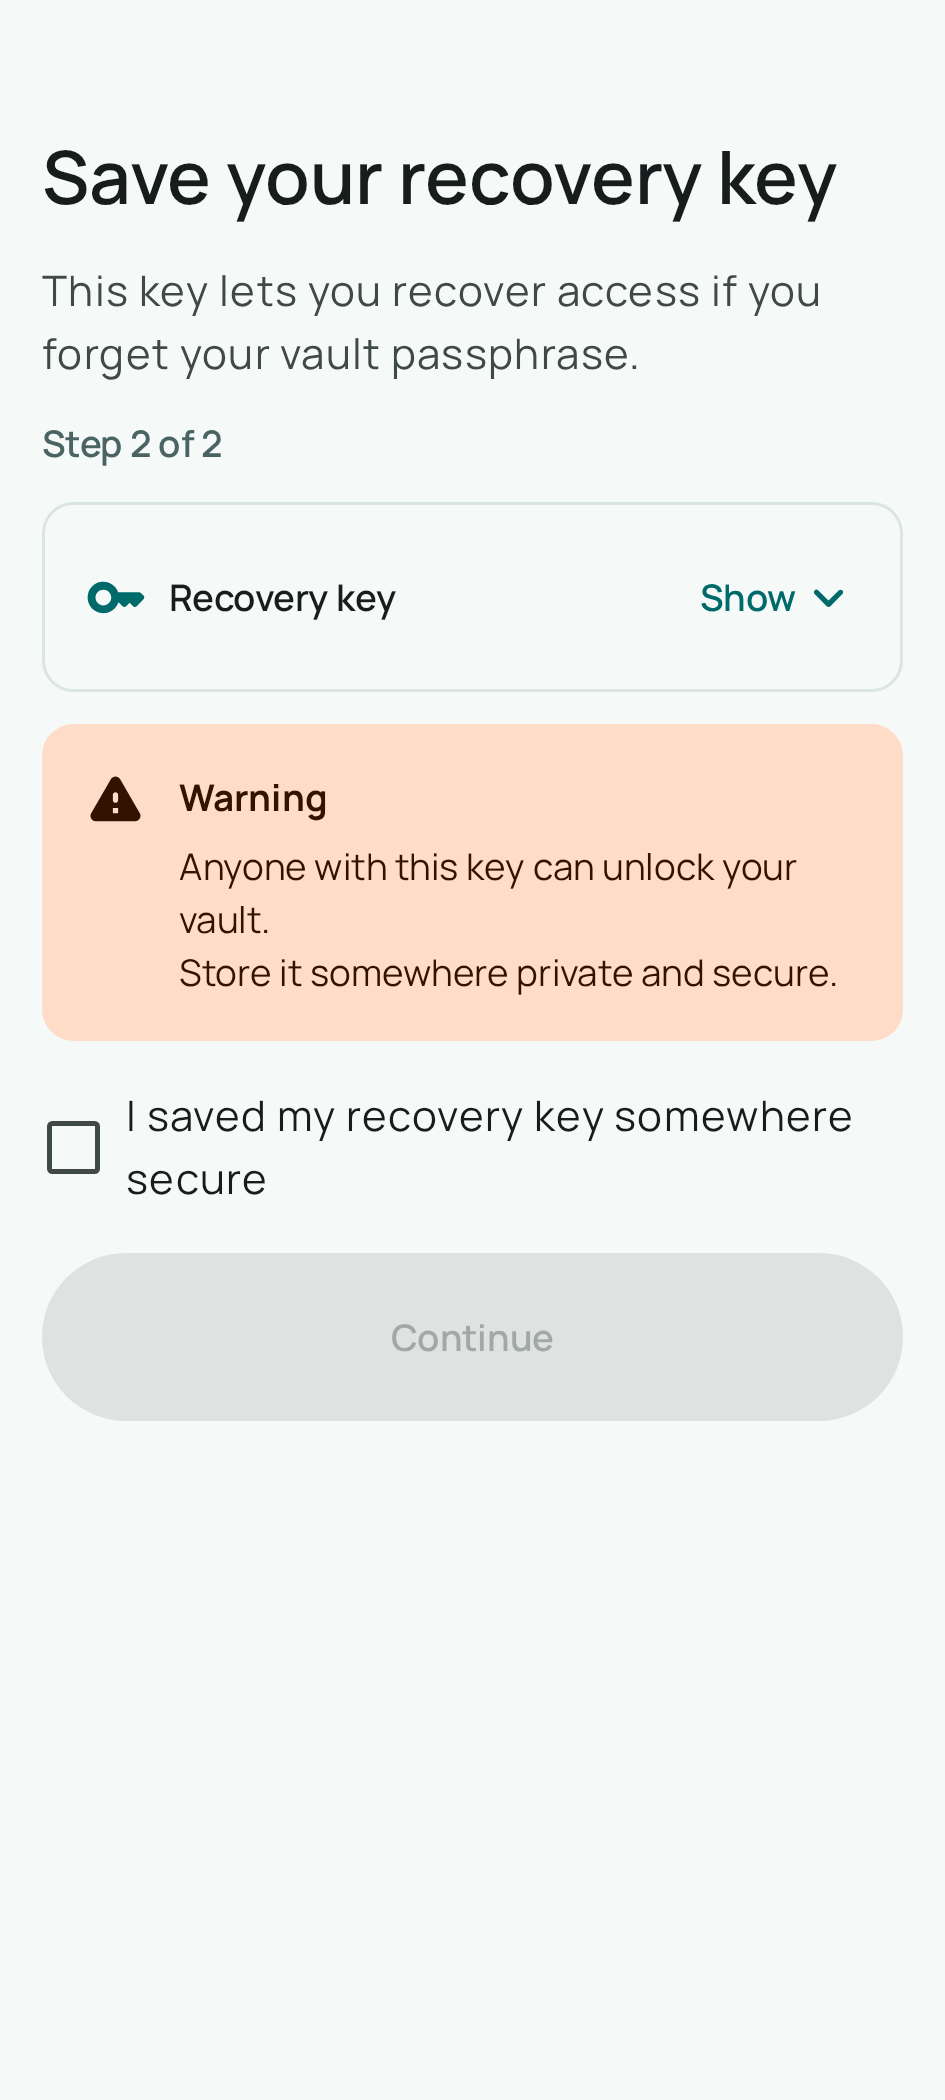 Save your recovery key
This key lets you recover access if you
forget your vault passphrase.
Step 2 of 2
Recovery key
Show
Warning
Anyone with this key can unlock your
vault.
Store it somewhere private and secure.
I saved my recovery key somewhere
secure
Continue